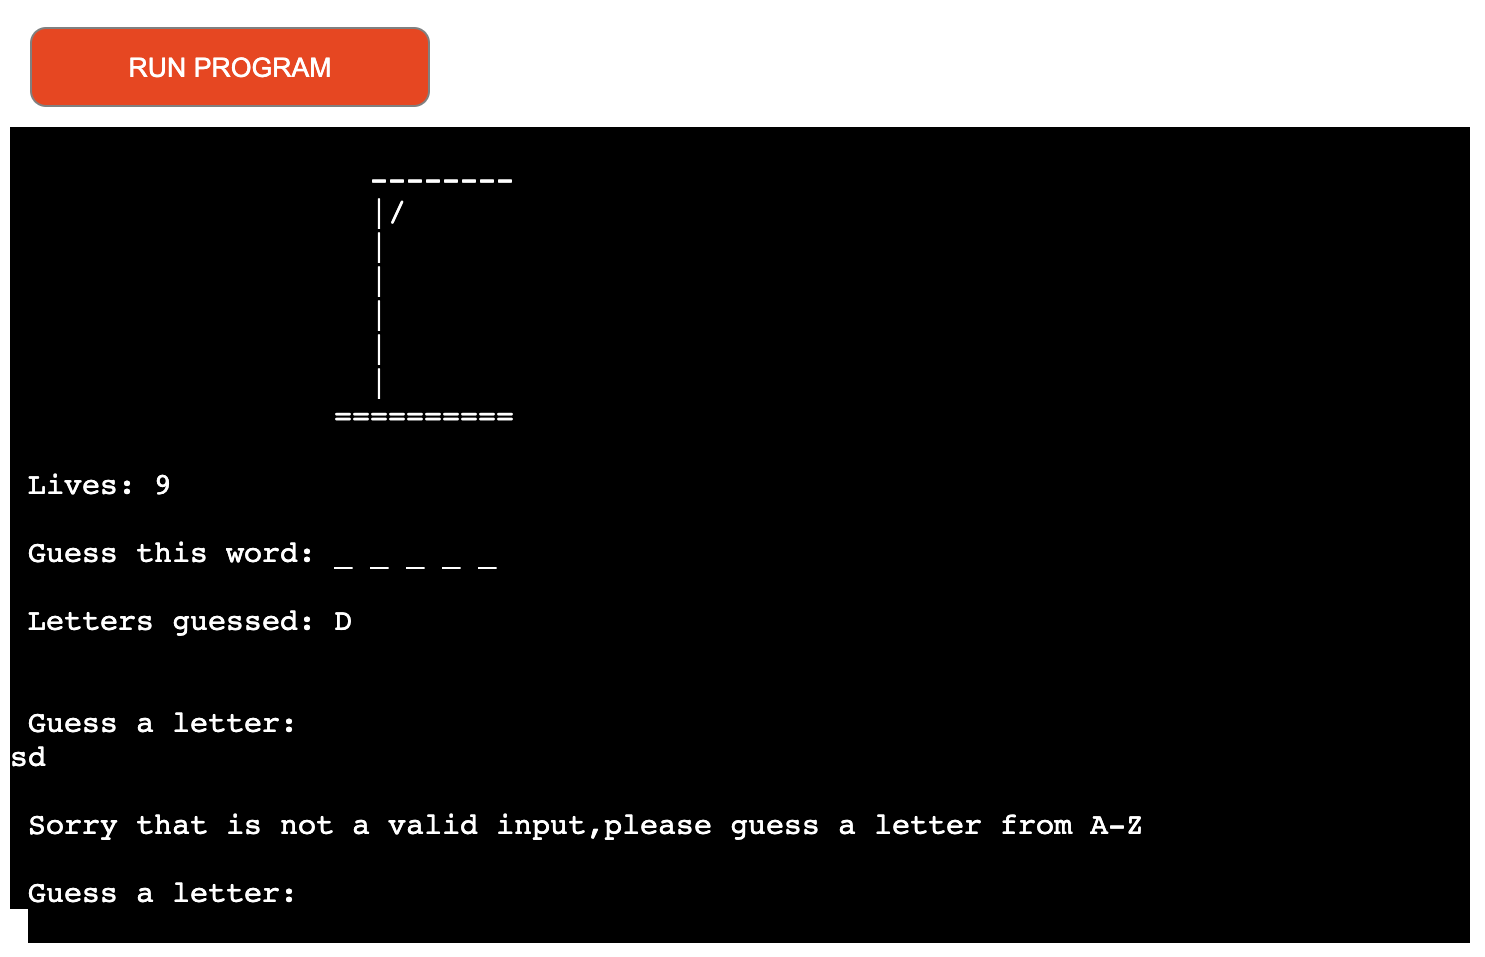 RUN PROGRAM
--------
|/
|
|
|
|
|
==========
Lives: 9
Guess this word: _ _ _ _ _
Letters guessed: D
Guess a letter:
sd
Sorry that is not a valid input,please guess a letter from A-Z
Guess a letter: